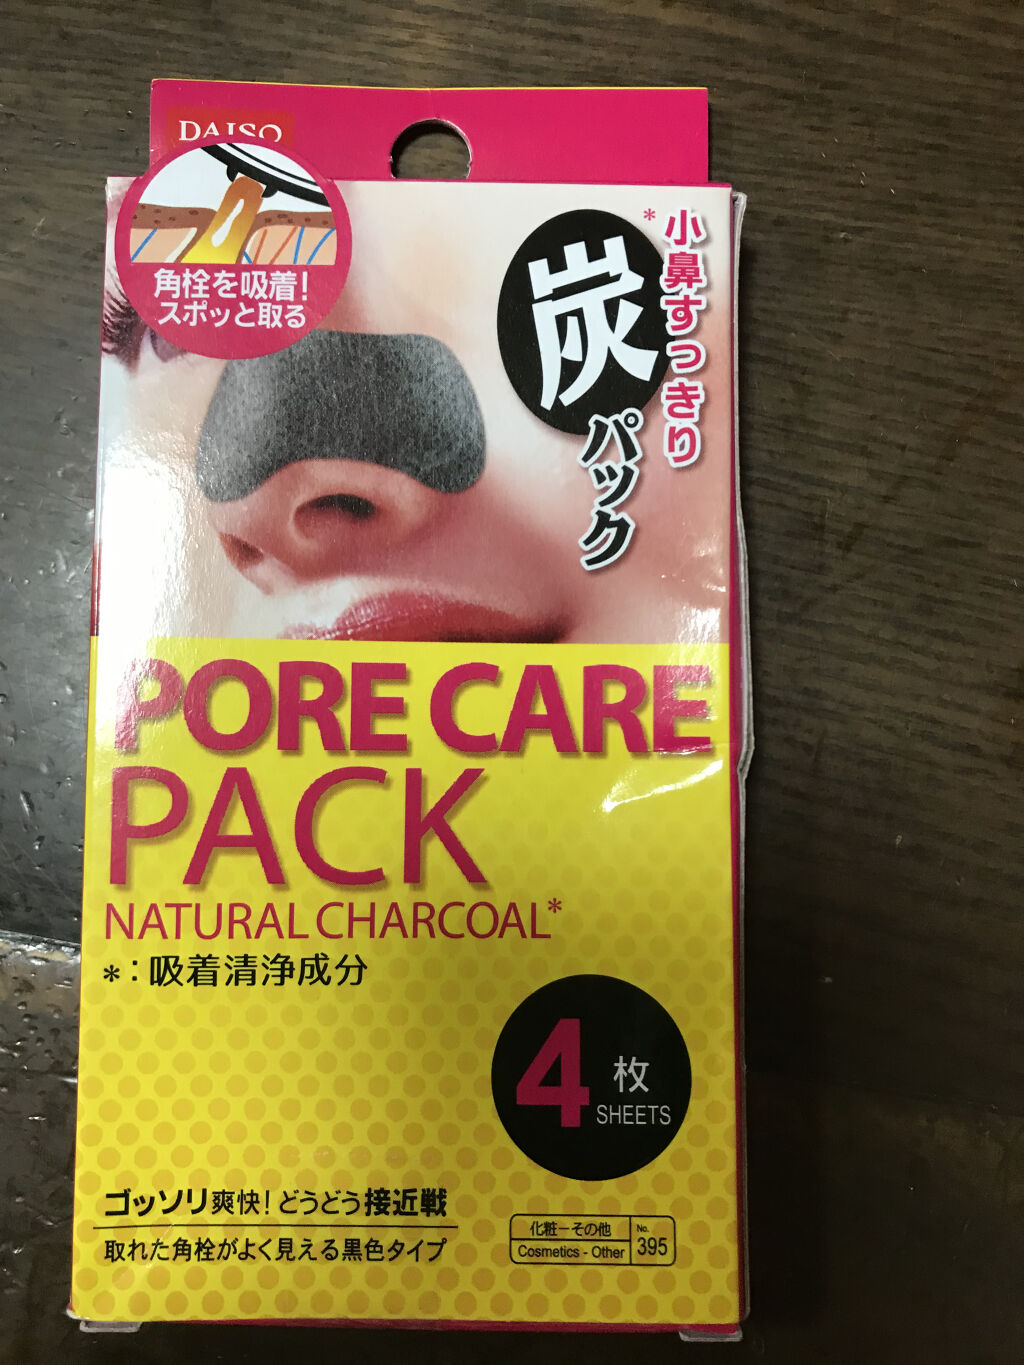 DAISO
角栓を吸着!
スポッと取る
*小鼻すっきり
炭パック
PORE CARE
PACK
NATURAL CHARCOAL*
*:吸着清浄成分
4枚
SHEETS
ゴッソリ爽快!どうどう接近戦
取れた角栓がよく見える黒色タイプ
化粧ーその他
Cosmetics - Other
No.
395